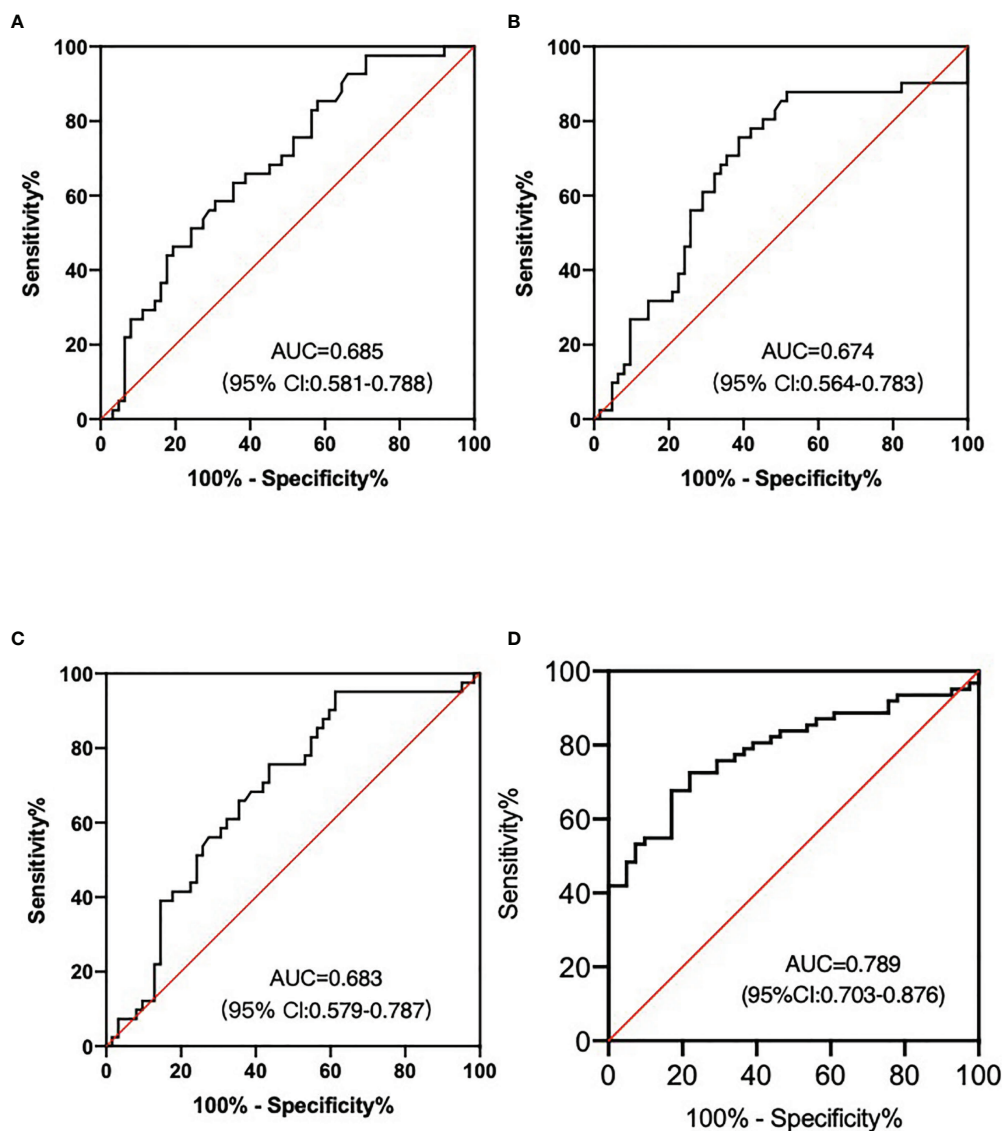 A
Sensitivity%
100
80
60
40
20
0
AUC=0.685
(95% CI:0.581-0.788)
0 20 40 60 80 100
100% - Specificity%
B
Sensitivity%
100
80
60
40
20
0
AUC=0.674
(95% CI:0.564-0.783)
0 20 40 60 80 100
100% - Specificity%
C
Sensitivity%
100
80
60
40
20
0
AUC=0.683
(95% CI:0.579-0.787)
0 20 40 60 80 100
100% - Specificity%
D
Sensitivity%
100
80
60
40
20
0
AUC=0.789
(95%CI:0.703-0.876)
0 20 40 60 80 100
100% - Specificity%